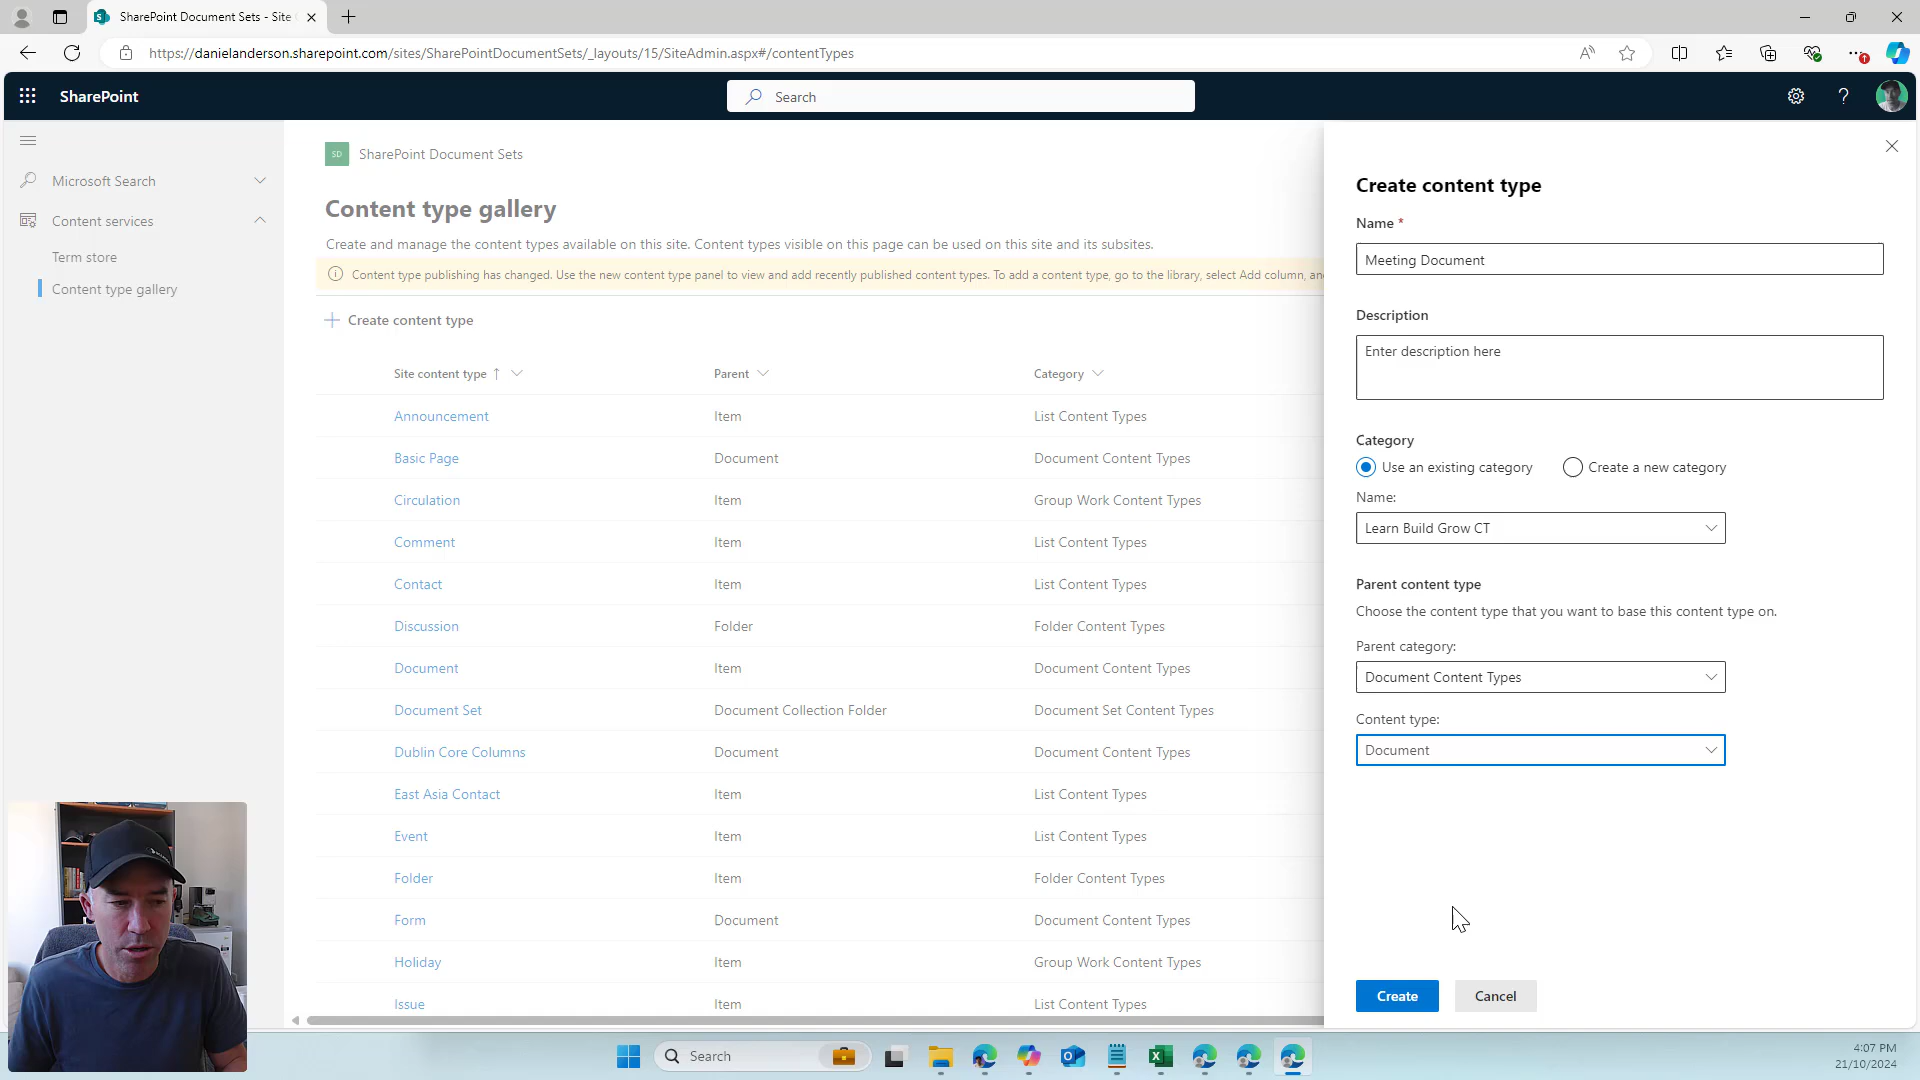 SharePoint Document Sets - Site
https://danielanderson.sharepoint.com/sites/SharePointDocumentSets/_layouts/15/SiteAdmin.aspx#/contentTypes
SharePoint
Search
Microsoft Search
Content services
Term store
Content type gallery
SD SharePoint Document Sets
Content type gallery
Create and manage the content types available on this site. Content types visible on this page can be used on this site and its subsites.
Content type publishing has changed. Use the new content type panel to view and add recently published content types. To add a content type, go to the library, select Add column, an
Create content type
Site content type Parent Category
Announcement Item List Content Types
Basic Page Document Document Content Types
Circulation Item Group Work Content Types
Comment Item List Content Types
Contact Item List Content Types
Discussion Folder Folder Content Types
Document Item Document Content Types
Document Set Document Collection Folder Document Set Content Types
Dublin Core Columns Document Document Content Types
East Asia Contact Item List Content Types
Event Item List Content Types
Folder Item Folder Content Types
Form Document Document Content Types
Holiday Item Group Work Content Types
Issue Item List Content Types
Create content type
Name *
Meeting Document
Description
Enter description here
Category
Use an existing category Create a new category
Name:
Learn Build Grow CT
Parent content type
Choose the content type that you want to base this content type on.
Parent category:
Document Content Types
Content type:
Document
Create Cancel
Search
4:07 PM
21/10/2024